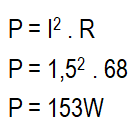 P = I² . R
P = 1,5² . 68
P = 153W